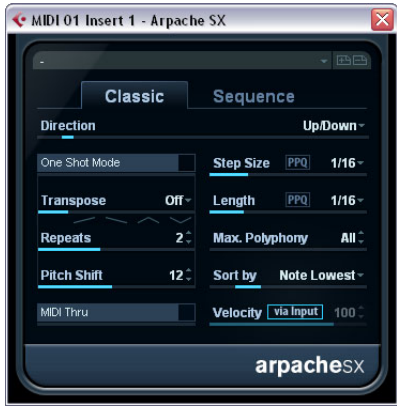 MIDI 01 Insert 1 - Arpache SX
-
Classic Sequence
Direction Up/Down
One Shot Mode Step Size PPQ 1/16
Transpose Off Length PPQ 1/16
Repeats 2 Max. Polyphony All
Pitch Shift 12 Sort by Note Lowest
MIDI Thru Velocity via Input 100
arpacheSX